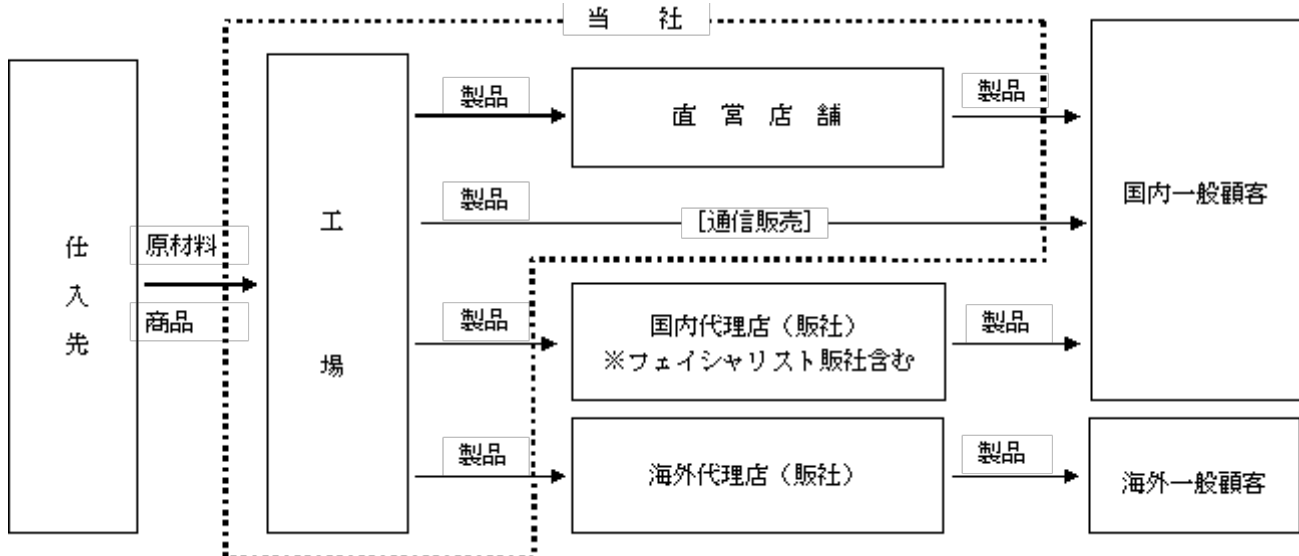 当 社
仕入先
原材料
商品
工場
製品
直営店舗
製品
製品
[通信販売]
国内一般顧客
製品
国内代理店(販社)
※フェイシャリスト販社含む
製品
製品
海外代理店(販社)
製品
海外一般顧客